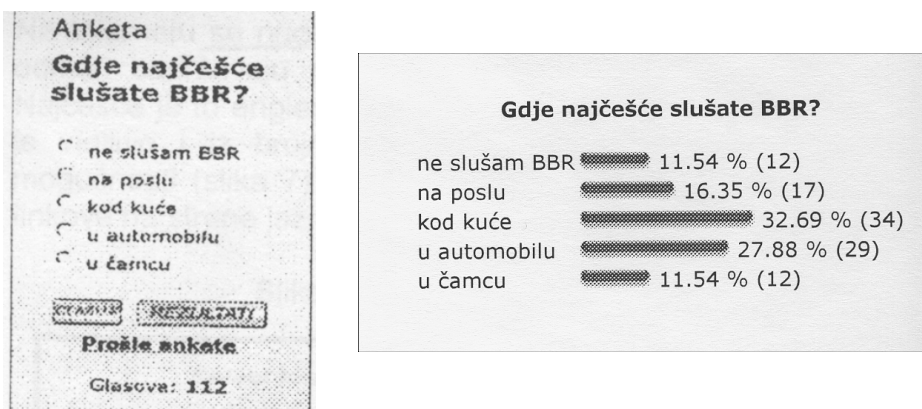 Anketa
Gdje najčešće
slušate BBR?
ne slušam BBR
na poslu
kod kuće
u automobilu
u čamcu
REZULTATI
Prošle ankete
Glasova: 112
Gdje najčešće slušate BBR?
ne slušam BBR 11.54 % (12)
na poslu 16.35 % (17)
kod kuće 32.69 % (34)
u automobilu 27.88 % (29)
u čamcu 11.54 % (12)